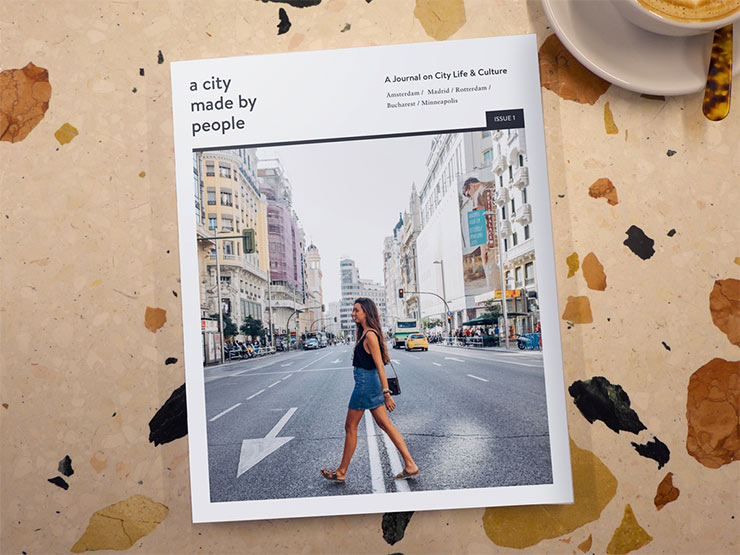 a city
made by
people
A Journal on City Life & Culture
Amsterdam / Madrid / Rotterdam /
Bucharest / Minneapolis
ISSUE 1